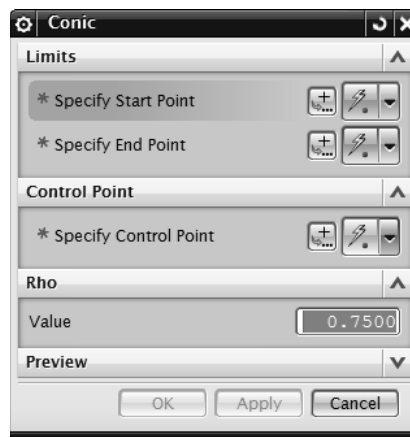 Conic
Limits
* Specify Start Point
* Specify End Point
Control Point
* Specify Control Point
Rho
Value 0.7500
Preview
OK Apply Cancel